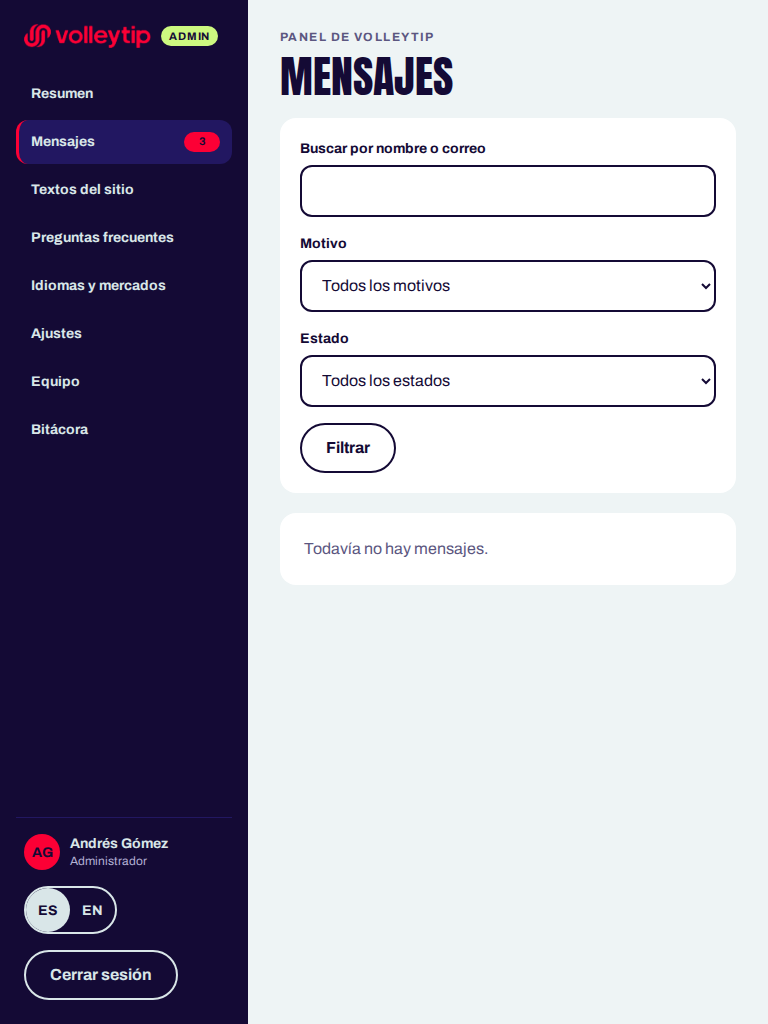 volleytip ADMIN
Resumen
Mensajes 3
Textos del sitio
Preguntas frecuentes
Idiomas y mercados
Ajustes
Equipo
Bitácora
AG Andrés Gómez
Administrador
ES EN
Cerrar sesión
PANEL DE VOLLEYTIP
MENSAJES
Buscar por nombre o correo
Motivo
Todos los motivos
Estado
Todos los estados
Filtrar
Todavía no hay mensajes.